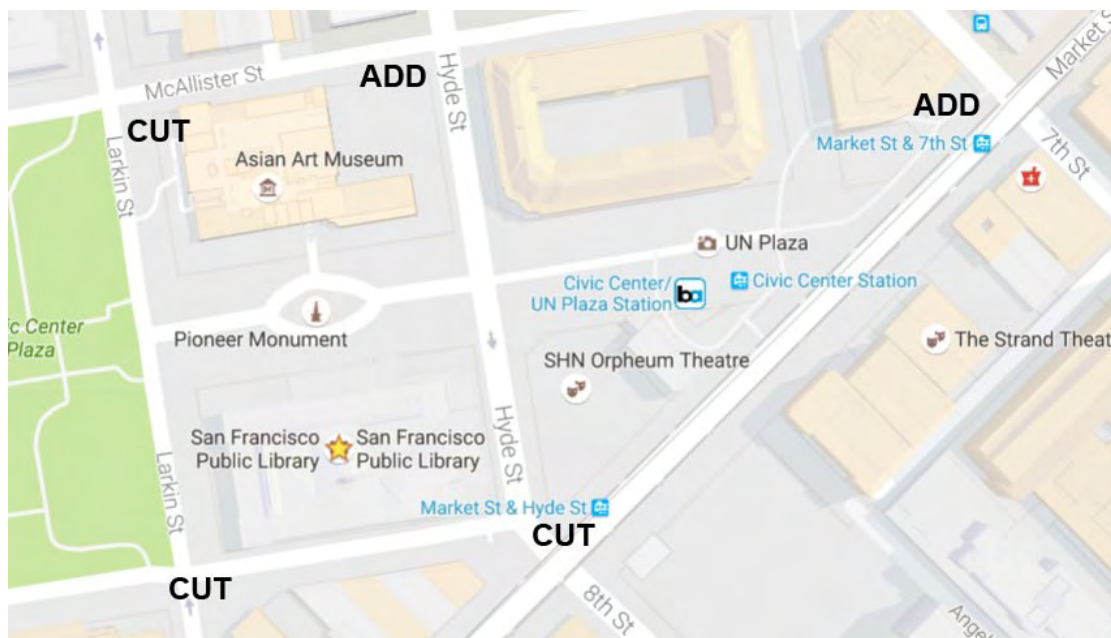 McAllister St
Hyde St
Market S
ADD
ADD
CUT
Larkin St
Asian Art Museum
Market St & 7th St
7th St
UN Plaza
Civic Center/
UN Plaza Station
ba
Civic Center Station
c Center
Plaza
Pioneer Monument
SHN Orpheum Theatre
The Strand Theat
San Francisco
Public Library
San Francisco
Public Library
Hyde St
Larkin St
Market St & Hyde St
CUT
CUT
8th St
Angel